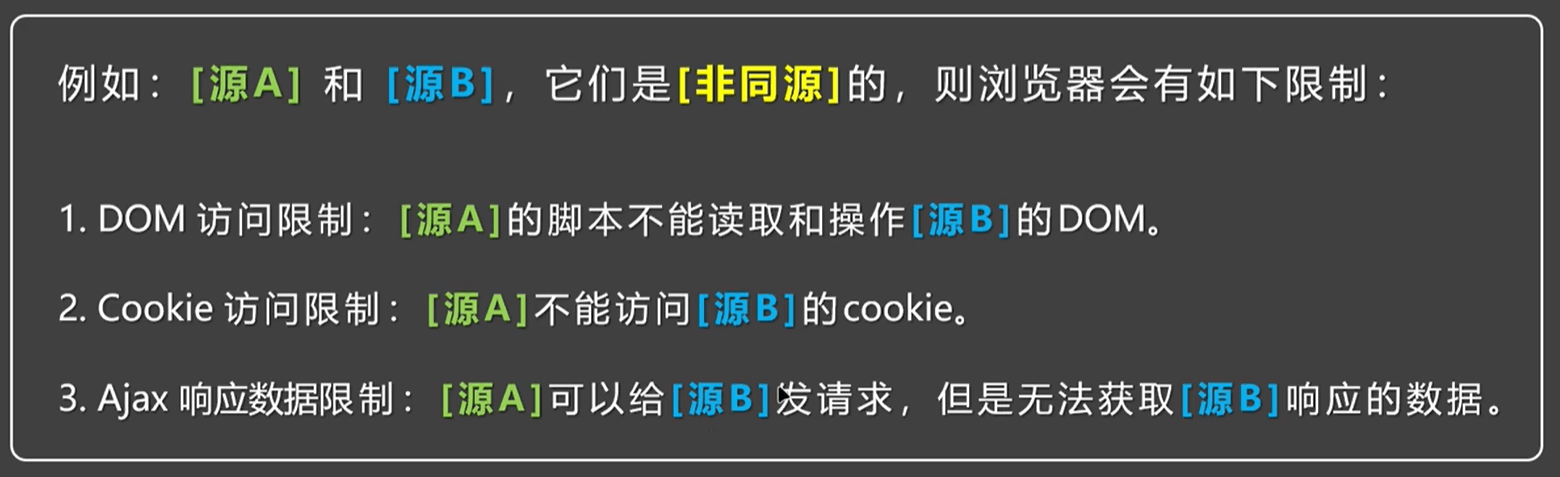 例如：[源A] 和 [源B]，它们是[非同源]的，则浏览器会有如下限制：
1. DOM 访问限制：[源A]的脚本不能读取和操作[源B]的DOM。
2. Cookie 访问限制：[源A]不能访问[源B]的cookie。
3. Ajax 响应数据限制：[源A]可以给[源B]发请求，但是无法获取[源B]响应的数据。